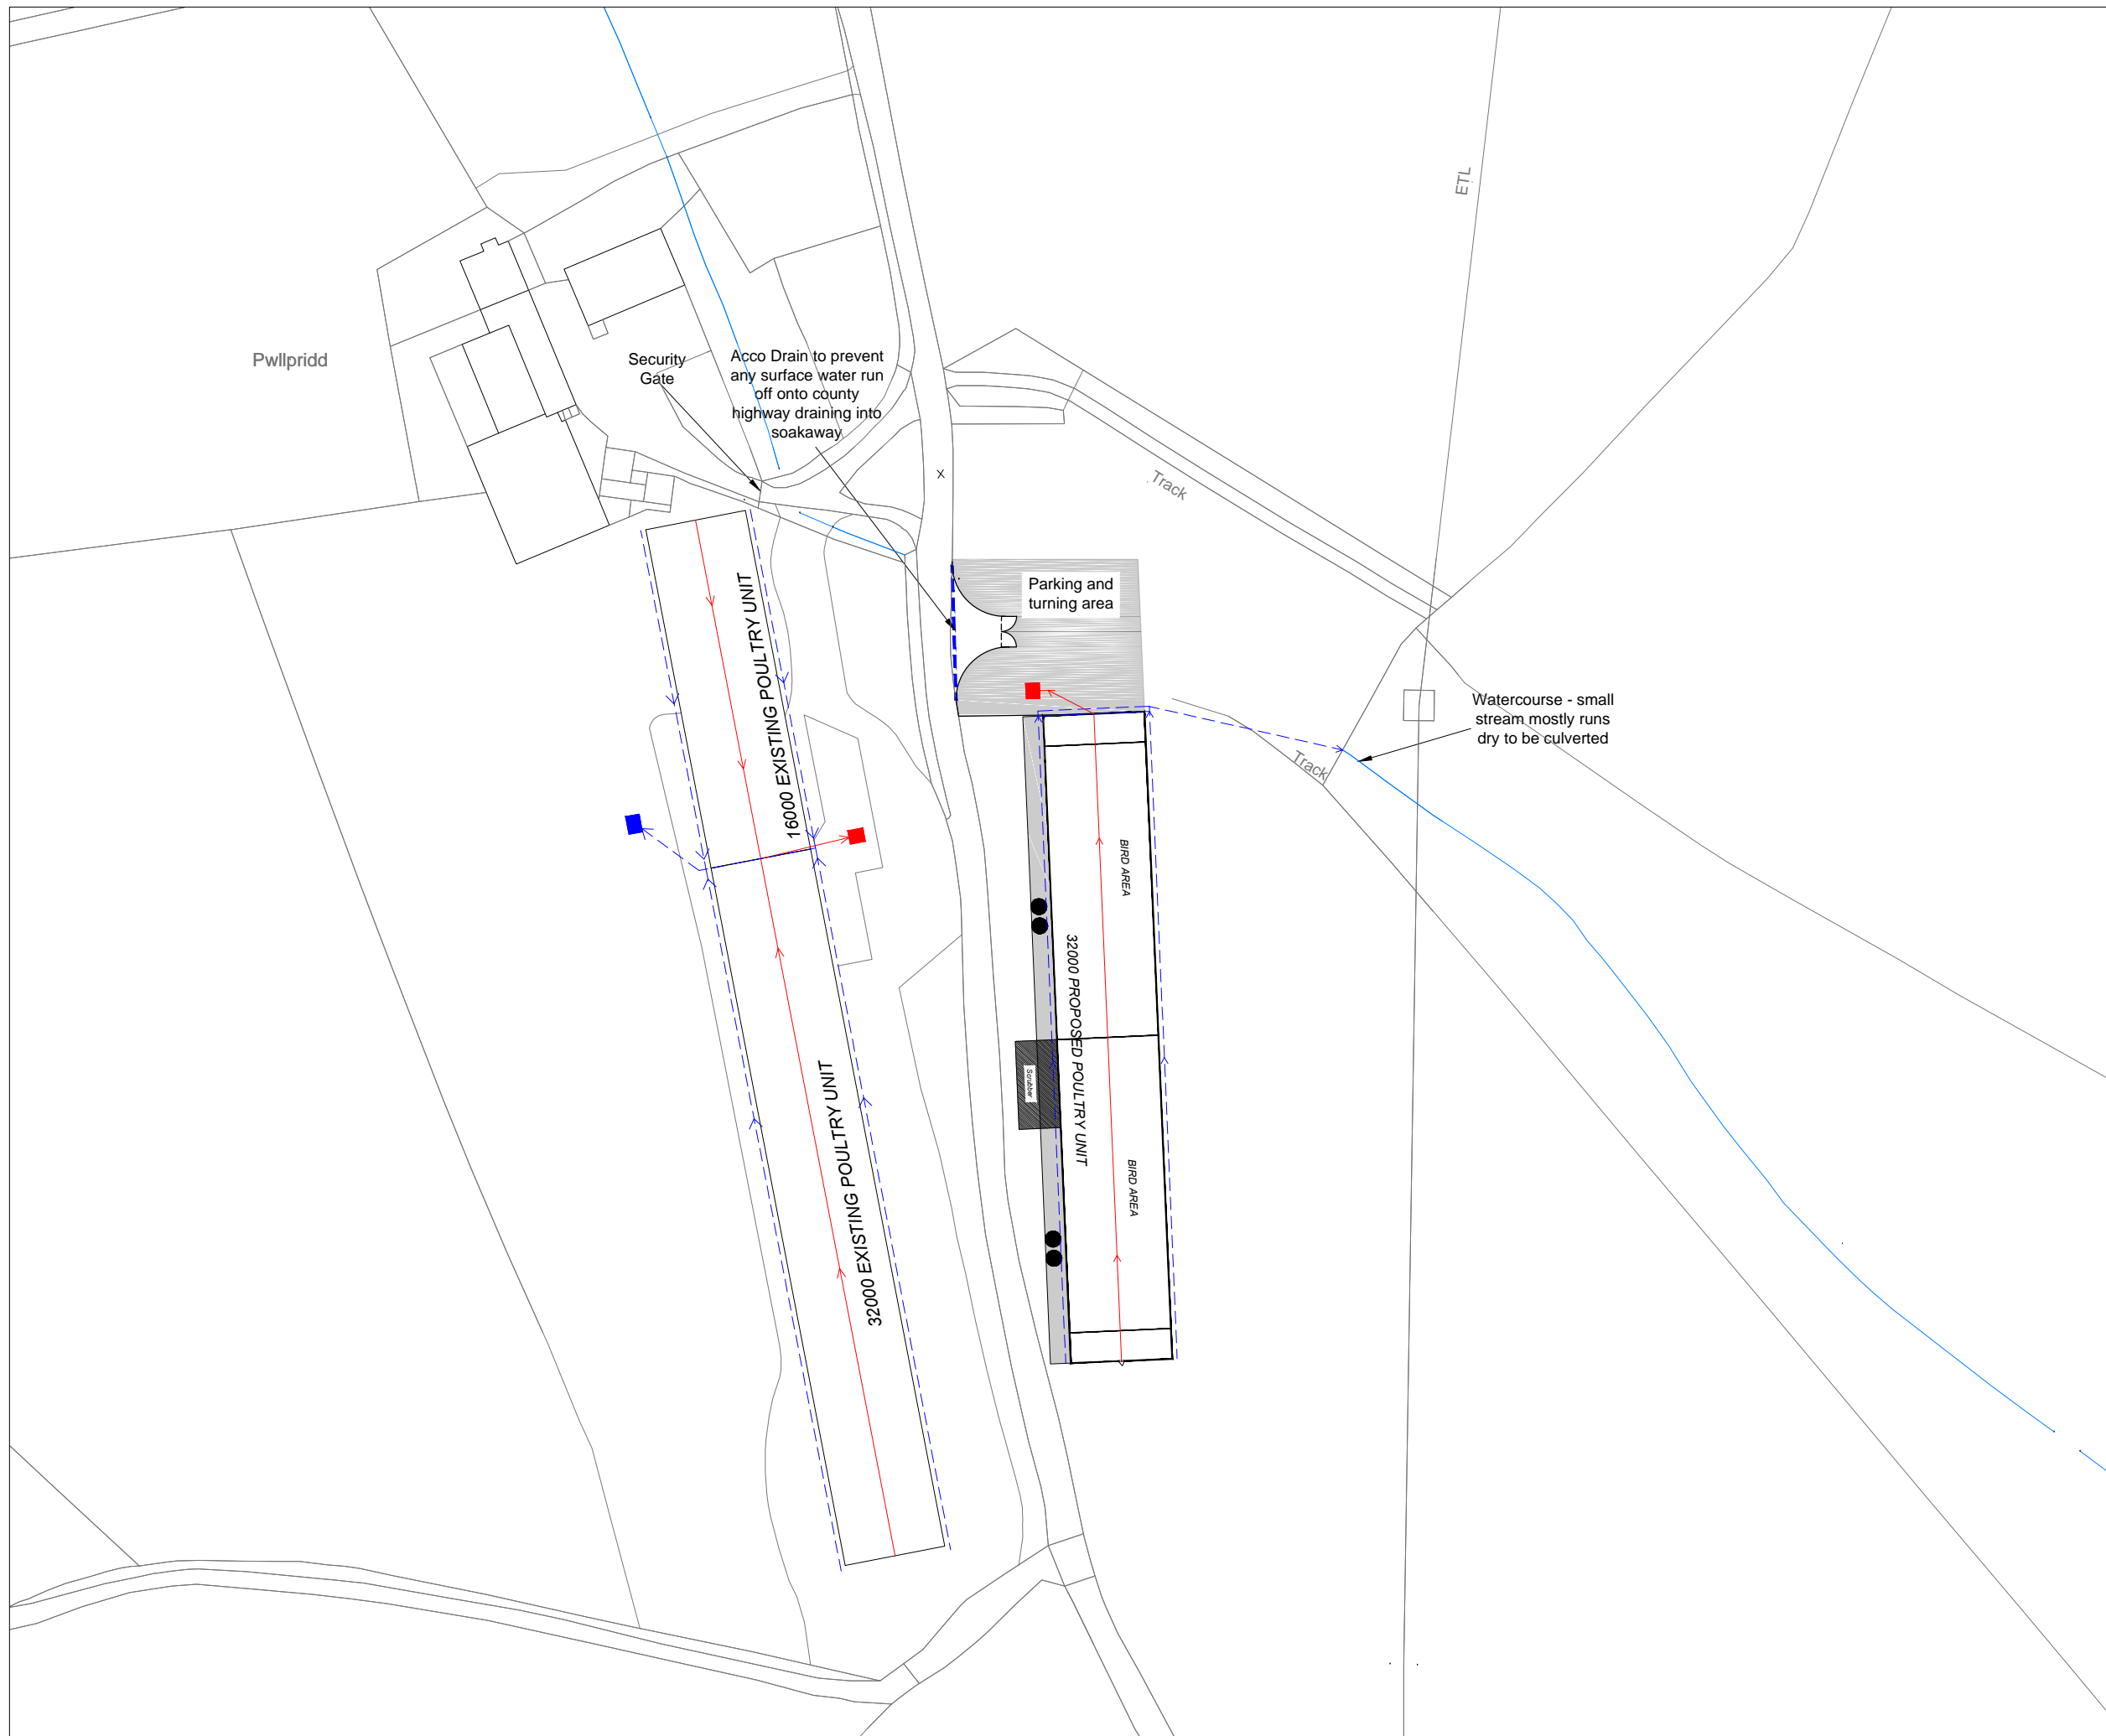 ETL
Pwllpridd
Security
Gate
Acco Drain to prevent
any surface water run
off onto county
highway draining into
soakaway
X
Track
Parking and
turning area
16000 EXISTING POULTRY UNIT
Watercourse - small
stream mostly runs
dry to be culverted
Track
BIRD AREA
32000 PROPOSED POULTRY UNIT
Scrubber
32000 EXISTING POULTRY UNIT
BIRD AREA